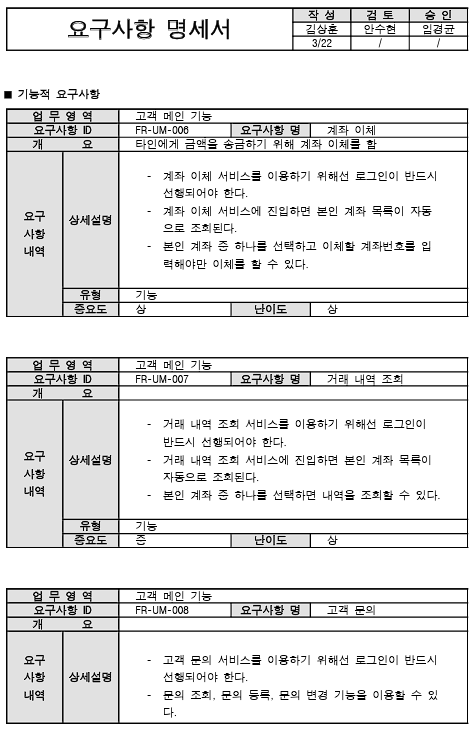 요구사항 명세서
작 성 검 토 승 인
김상훈 안수현 임경균
3/22 / /
■ 기능적 요구사항
업 무 영 역 고객 메인 기능
요구사항 ID FR-UM-006 요구사항 명 계좌 이체
개 요 타인에게 금액을 송금하기 위해 계좌 이체를 함
요구
사항
내역
상세설명
- 계좌 이체 서비스를 이용하기 위해선 로그인이 반드시
선행되어야 한다.
- 계좌 이체 서비스에 진입하면 본인 계좌 목록이 자동
으로 조회된다.
- 본인 계좌 중 하나를 선택하고 이체할 계좌번호를 입
력해야만 이체를 할 수 있다.
유형 기능
중요도 상 난이도 상
업 무 영 역 고객 메인 기능
요구사항 ID FR-UM-007 요구사항 명 거래 내역 조회
개 요
요구
사항
내역
상세설명
- 거래 내역 조회 서비스를 이용하기 위해선 로그인이
반드시 선행되어야 한다.
- 거래 내역 조회 서비스에 진입하면 본인 계좌 목록이
자동으로 조회된다.
- 본인 계좌 중 하나를 선택하면 내역을 조회할 수 있다.
유형 기능
중요도 중 난이도 상
업 무 영 역 고객 메인 기능
요구사항 ID FR-UM-008 요구사항 명 고객 문의
개 요
요구
사항
내역
상세설명
- 고객 문의 서비스를 이용하기 위해선 로그인이 반드시
선행되어야 한다.
- 문의 조회, 문의 등록, 문의 변경 기능을 이용할 수 있
다.